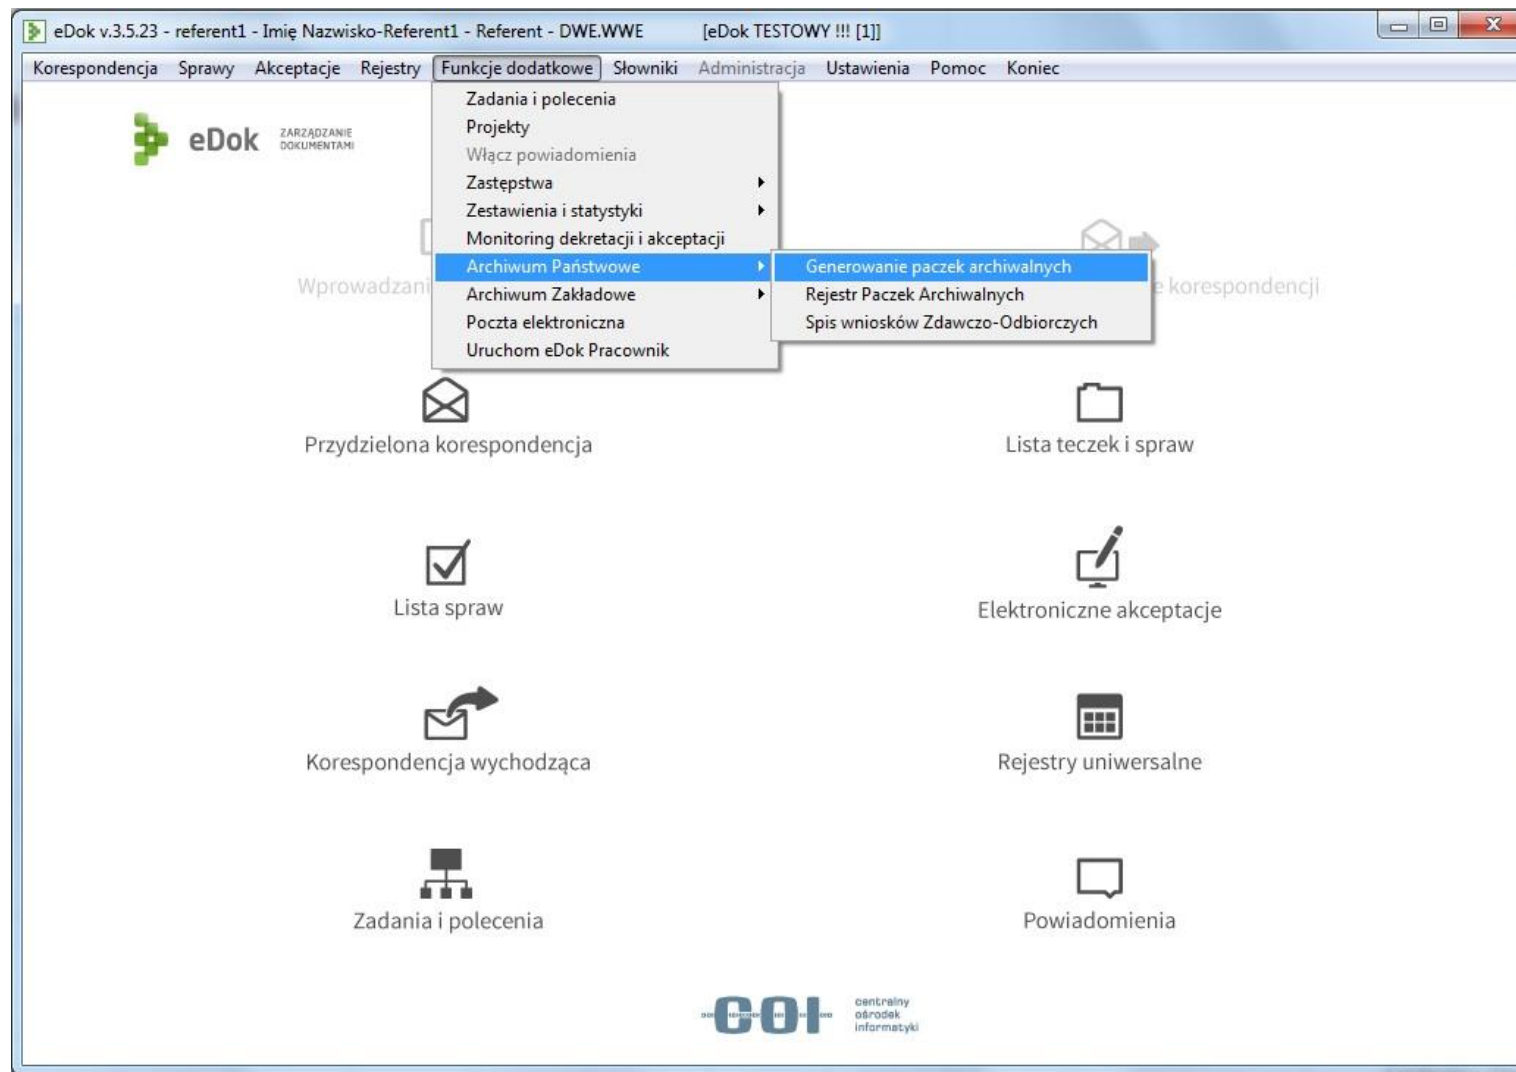 eDok v.3.5.23 - referent1 - Imię Nazwisko-Referent1 - Referent - DWE.WWE [eDok TESTOWY !!! [1]]
Korespondencja Sprawy Akceptacje Rejestry Funkcje dodatkowe Słowniki Administracja Ustawienia Pomoc Koniec
eDok ZARZĄDZANIE
DOKUMENTAMI
Zadania i polecenia
Projekty
Włącz powiadomienia
Zastępstwa
Zestawienia i statystyki
Monitoring dekretacji i akceptacji
Archiwum Państwowe
Archiwum Zakładowe
Poczta elektroniczna
Uruchom eDok Pracownik
Generowanie paczek archiwalnych
Rejestr Paczek Archiwalnych
Spis wniosków Zdawczo-Odbiorczych
korespondencji
Przydzielona korespondencja
Lista teczek i spraw
Lista spraw
Elektroniczne akceptacje
Korespondencja wychodząca
Rejestry uniwersalne
Zadania i polecenia
Powiadomienia
COI centralny
ośrodek
informatyki